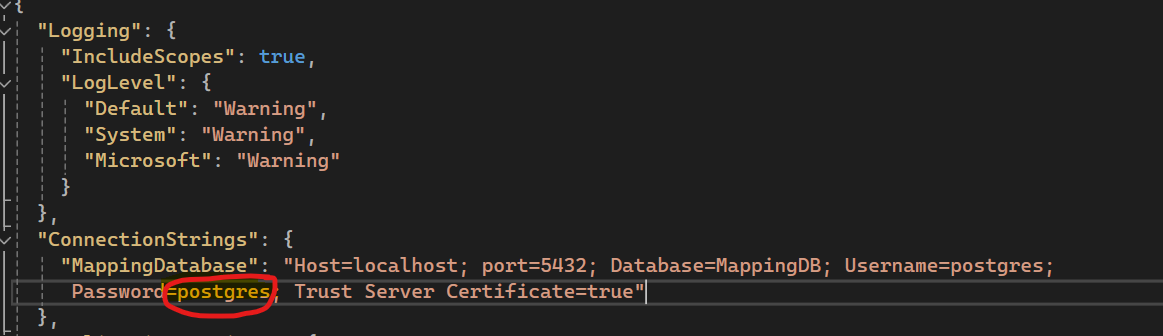 {
"Logging": {
"IncludeScopes": true,
"LogLevel": {
"Default": "Warning",
"System": "Warning",
"Microsoft": "Warning"
}
},
"ConnectionStrings": {
"MappingDatabase": "Host=localhost; port=5432; Database=MappingDB; Username=postgres;
Password=postgres; Trust Server Certificate=true"
},